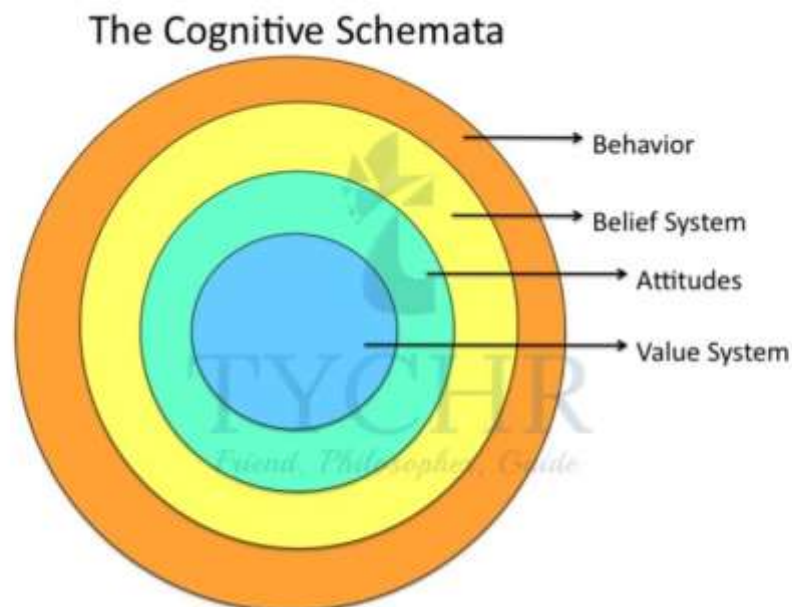 The Cognitive Schemata
Behavior
Belief System
Attitudes
Value System
TYCHR
Friend, Philosopher, Guide